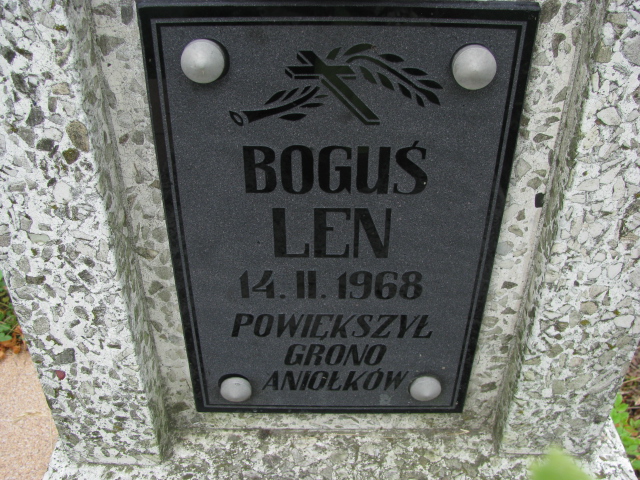 BOGUŚ
LEN
14. II. 1968
POWIĘKSZYŁ
GRONO
ANIOŁKÓW